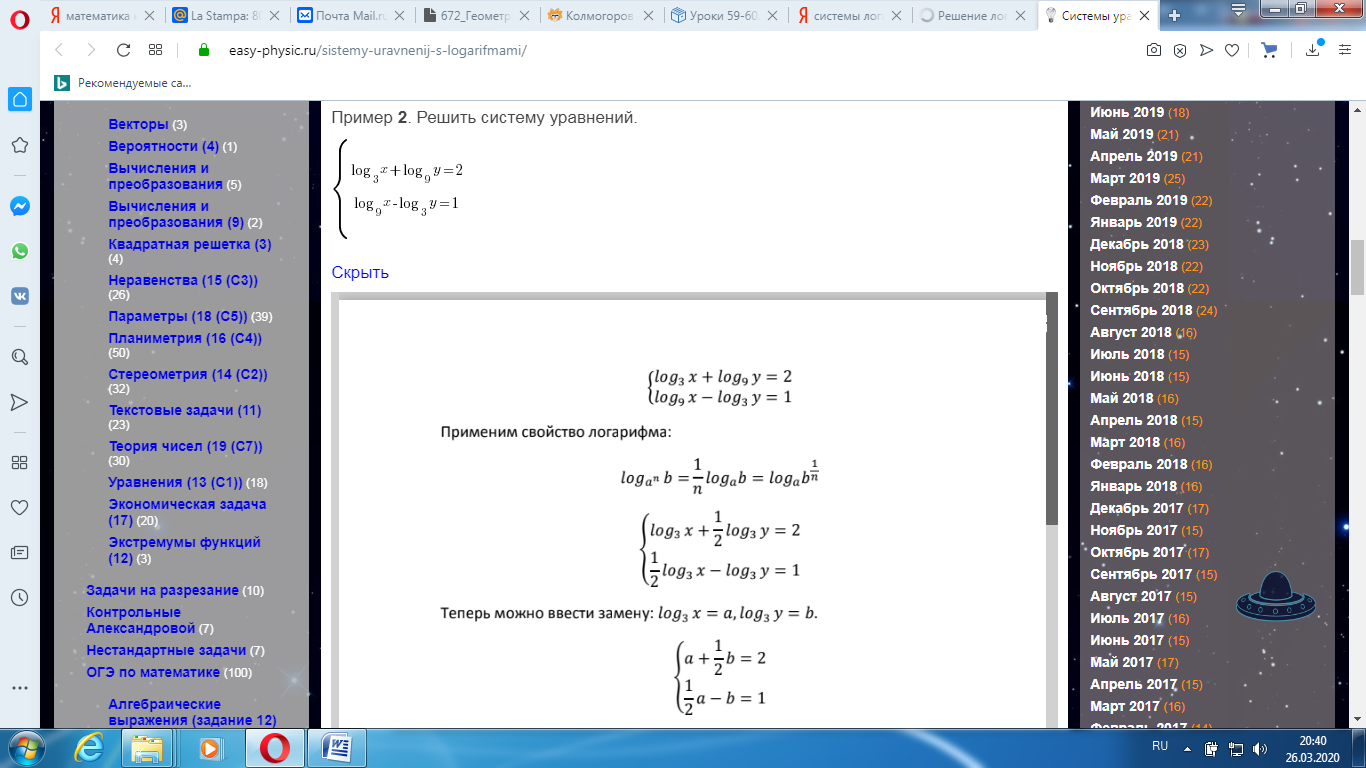 математика
La Stampa: 80
Почта Mail.ru
672_Геометр
Колмогоров
Уроки 59-60
системы лог
Решение лог
Системы ура
easy-physic.ru/sistemy-uravnenij-s-logarifmami/
Рекомендуемые са...
Векторы (3)
Вероятности (4) (1)
Вычисления и
преобразования (5)
Вычисления и
преобразования (9) (2)
Квадратная решетка (3)
(4)
Неравенства (15 (С3))
(26)
Параметры (18 (С5)) (39)
Планиметрия (16 (С4))
(50)
Стереометрия (14 (С2))
(32)
Текстовые задачи (11)
(23)
Теория чисел (19 (С7))
(30)
Уравнения (13 (С1)) (18)
Экономическая задача
(17) (20)
Экстремумы функций
(12) (3)
Задачи на разрезание (10)
Контрольные
Александровой (7)
Нестандартные задачи (7)
ОГЭ по математике (100)
Алгебраические
выражения (задание 12)
Пример 2. Решить систему уравнений.
log₃x+log₉y=2
log₉x-log₃y=1
Скрыть
log₃ x + log₉ y = 2
log₉ x − log₃ y = 1
Применим свойство логарифма:
log_{aⁿ} b = 1/n log_a b = log_a b^{1/n}
log₃ x + 1/2 log₃ y = 2
1/2 log₃ x − log₃ y = 1
Теперь можно ввести замену: log₃ x = a, log₃ y = b.
a + 1/2 b = 2
1/2 a − b = 1
Июнь 2019 (18)
Май 2019 (21)
Апрель 2019 (21)
Март 2019 (25)
Февраль 2019 (22)
Январь 2019 (22)
Декабрь 2018 (23)
Ноябрь 2018 (22)
Октябрь 2018 (22)
Сентябрь 2018 (24)
Август 2018 (16)
Июль 2018 (15)
Июнь 2018 (15)
Май 2018 (16)
Апрель 2018 (15)
Март 2018 (16)
Февраль 2018 (16)
Январь 2018 (16)
Декабрь 2017 (17)
Ноябрь 2017 (15)
Октябрь 2017 (17)
Сентябрь 2017 (15)
Август 2017 (15)
Июль 2017 (16)
Июнь 2017 (15)
Май 2017 (17)
Апрель 2017 (15)
Март 2017 (16)
Февраль 2017 (14)
RU
20:40
26.03.2020